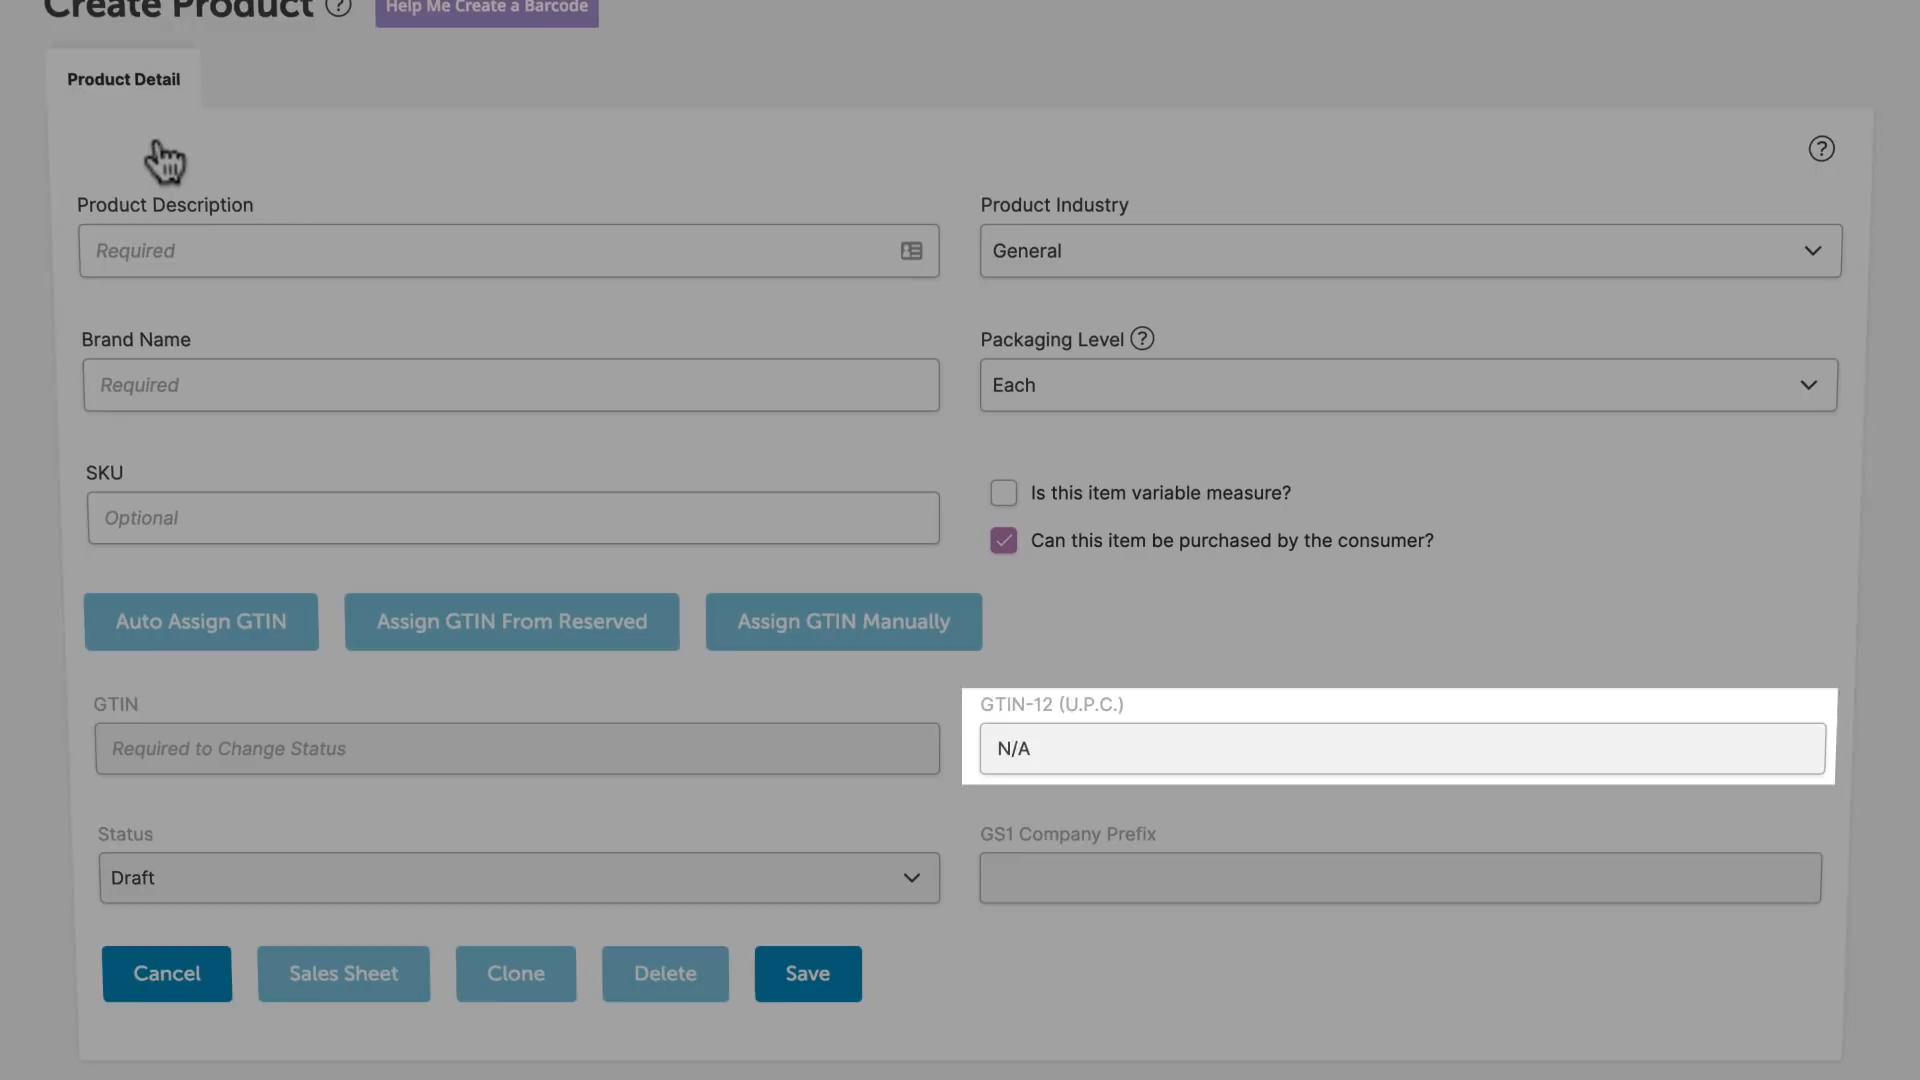 Create Product ?
Help Me Create a Barcode
Product Detail
?
Product Description
Product Industry
Required
General
Brand Name
Packaging Level ?
Required
Each
SKU
Is this item variable measure?
Optional
Can this item be purchased by the consumer?
Auto Assign GTIN
Assign GTIN From Reserved
Assign GTIN Manually
GTIN
GTIN-12 (U.P.C.)
Required to Change Status
N/A
Status
GS1 Company Prefix
Draft
Cancel
Sales Sheet
Clone
Delete
Save